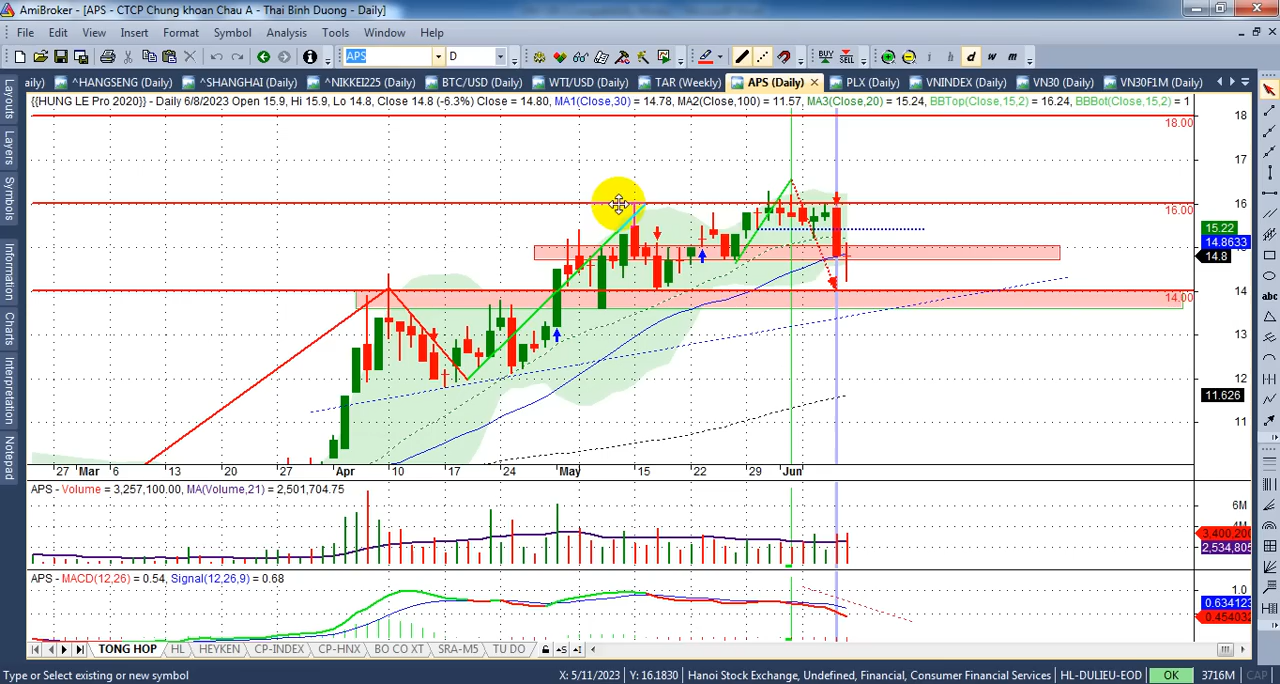 AmiBroker - [APS - CTCP Chung khoan Chau A - Thai Binh Duong - Daily]
File Edit View Insert Format Symbol Analysis Tools Window Help
APS D BUY SELL i h d w m
aily) ^HANGSENG (Daily) ^SHANGHAI (Daily) ^NIKKEI225 (Daily) BTC/USD (Daily) WTI/USD (Daily) TAR (Weekly) APS (Daily) PLX (Daily) VNINDEX (Daily) VN30 (Daily) VN30F1M (Daily)
{{HUNG LE Pro 2020}} - Daily 6/8/2023 Open 15.9, Hi 15.9, Lo 14.8, Close 14.8 (-6.3%) Close = 14.80, MA1(Close,30) = 14.78, MA2(Close,100) = 11.57, MA3(Close,20) = 15.24, BBTop(Close,15,2) = 16.24, BBBot(Close,15,2) = 1
Layouts
Layers
Symbols
Information
Charts
Interpretation
Notepad
abc
18.00
18
17
16
16.00
15.22
14.8633
14.8
14
14.00
13
12
11.626
11
27 Mar 6 13 20 27 Apr 10 17 24 May 15 22 29 Jun
APS - Volume = 3,257,100.00, MA(Volume,21) = 2,501,704.75
6M
4M
3,400,200
2,534,805
APS - MACD(12,26) = 0.54, Signal(12,26,9) = 0.68
1.0
0.634123
0.454032
TONG HOP HL HEYKEN CP-INDEX CP-HNX BO CO XT SRA-M5 TU DO
Type or Select existing or new symbol X: 5/11/2023 Y: 16.1830 Hanoi Stock Exchange, Undefined, Financial, Consumer Financial Services HL-DULIEU-EOD OK 3716M CAP